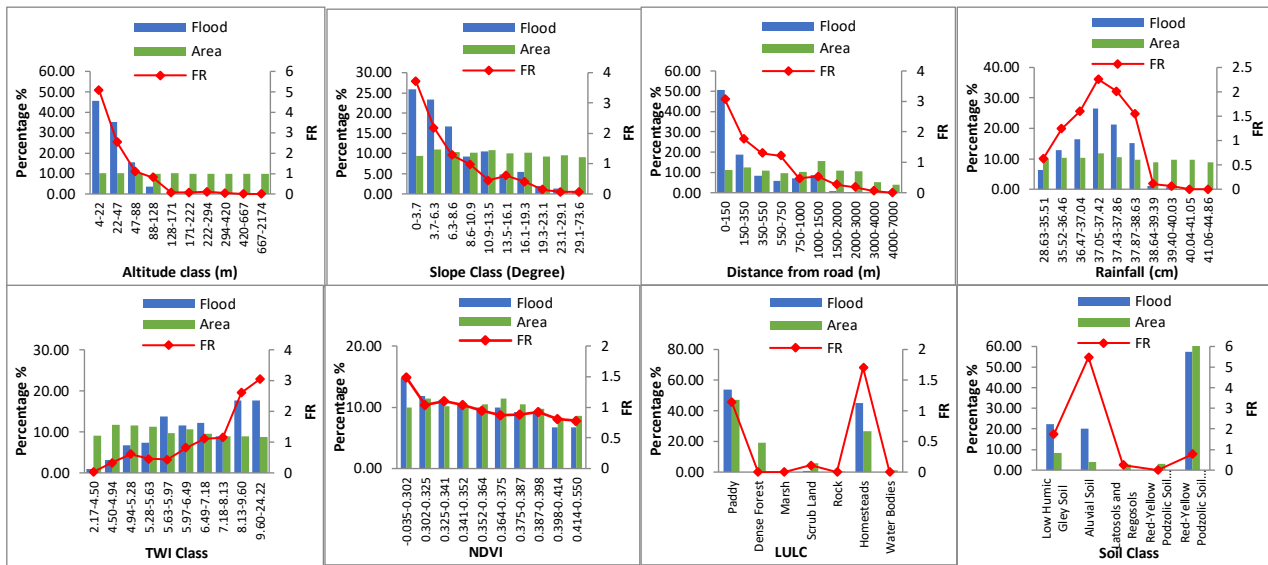 Flood
Area
FR
Percentage %
60.00
50.00
40.00
30.00
20.00
10.00
0.00
6
5
4
3
2
1
0
FR
4-22
22-47
47-88
88-128
128-171
171-222
222-294
294-420
420-667
667-2174
Altitude class (m)
Flood
Area
FR
Percentage %
30.00
25.00
20.00
15.00
10.00
5.00
0.00
4
3
2
1
0
FR
0-3.7
3.7-6.3
6.3-8.6
8.6-10.9
10.9-13.5
13.5-16.1
16.1-19.3
19.3-23.1
23.1-29.1
29.1-73.6
Slope Class (Degree)
Flood
Area
FR
Percentage %
60.00
50.00
40.00
30.00
20.00
10.00
0.00
4
3
2
1
0
FR
0-150
150-350
350-550
550-750
750-1000
1000-1500
1500-2000
2000-3000
3000-4000
4000-7000
Distance from road (m)
Flood
Area
FR
Percentage %
40.00
30.00
20.00
10.00
0.00
2.5
2
1.5
1
0.5
0
FR
28.63-35.51
35.52-36.46
36.47-37.04
37.05-37.42
37.43-37.86
37.87-38.63
38.64-39.39
39.40-40.03
40.04-41.05
41.06-44.86
Rainfall (cm)
Flood
Area
FR
Percentage %
30.00
20.00
10.00
0.00
4
3
2
1
0
FR
2.17-4.50
4.50-4.94
4.94-5.28
5.28-5.63
5.63-5.97
5.97-6.49
6.49-7.18
7.18-8.13
8.13-9.60
9.60-24.22
TWI Class
Flood
Area
FR
Percentage %
20.00
10.00
0.00
2
1.5
1
0.5
0
FR
-0.035-0.302
0.302-0.325
0.325-0.341
0.341-0.352
0.352-0.364
0.364-0.375
0.375-0.387
0.387-0.398
0.398-0.414
0.414-0.550
NDVI
Flood
Area
FR
Percentage %
80.00
60.00
40.00
20.00
0.00
2
1.5
1
0.5
0
FR
Paddy
Dense Forest
Marsh
Scrub Land
Rock
Homesteads
Water Bodies
LULC
Flood
Area
FR
Percentage %
60.00
50.00
40.00
30.00
20.00
10.00
0.00
6
5
4
3
2
1
0
FR
Low Humic
Gley Soil
Aluvial Soil
Latosols and
Regosols
Red-Yellow
Podzolic Soil...
Red-Yellow
Podzolic Soil...
Soil Class